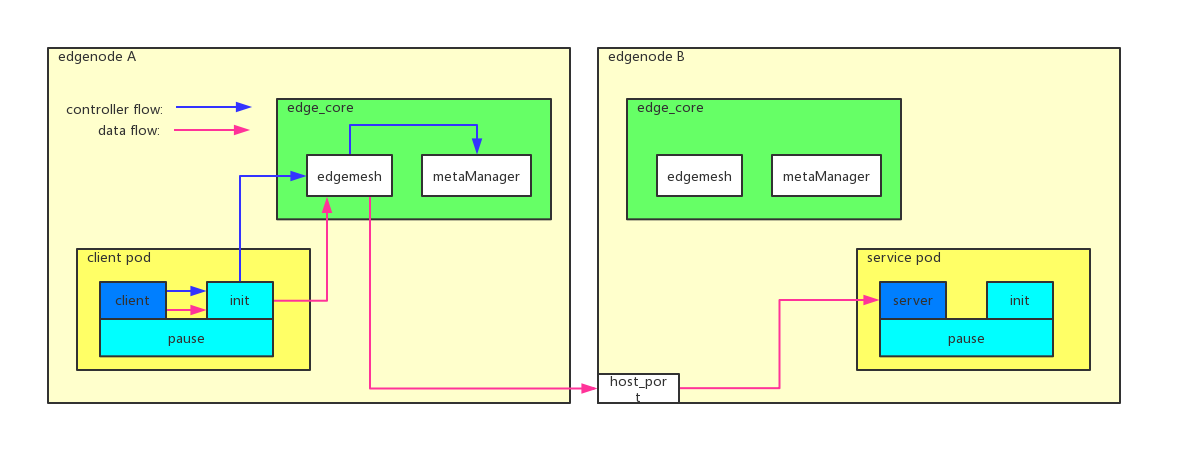 edgenode A
controller flow:
data flow:
edge_core
edgemesh
metaManager
client pod
client
init
pause
edgenode B
edge_core
edgemesh
metaManager
service pod
server
init
pause
host_por
t